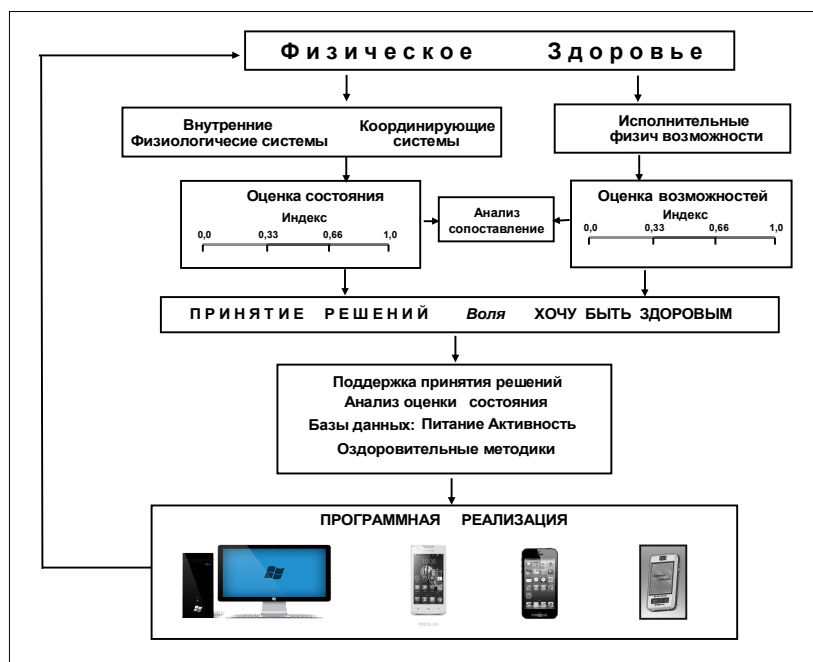 Физическое Здоровье
Внутренние
Физиологичесие системы
Координирующие
системы
Исполнительные
физич возможности
Оценка состояния
Индекс
0,0 0,33 0,66 1,0
Анализ
сопоставление
Оценка возможностей
Индекс
0,0 0,33 0,66 1,0
ПРИНЯТИЕ РЕШЕНИЙ Воля ХОЧУ БЫТЬ ЗДОРОВЫМ
Поддержка принятия решений
Анализ оценки состояния
Базы данных: Питание Активность
Оздоровительные методики
ПРОГРАММНАЯ РЕАЛИЗАЦИЯ